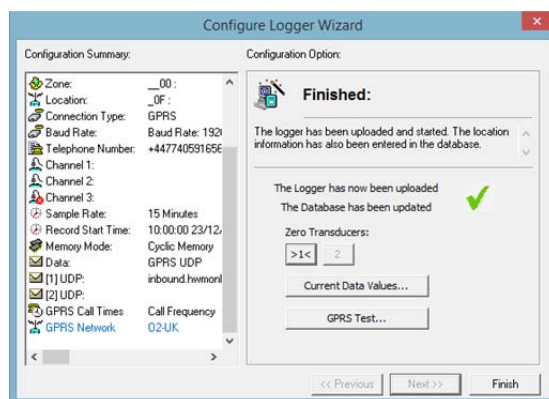 Configure Logger Wizard
Configuration Summary:
Zone: __00 :
Location: _0F :
Connection Type: GPRS
Baud Rate: Baud Rate: 192
Telephone Number: +44774059165
Channel 1:
Channel 2:
Channel 3:
Sample Rate: 15 Minutes
Record Start Time: 10:00:00 23/12/
Memory Mode: Cyclic Memory
Data: GPRS UDP
[1] UDP: inbound.hwmonl
[2] UDP:
GPRS Call Times Call Frequency
GPRS Network O2-UK
Configuration Option:
Finished:
The logger has been uploaded and started. The location
information has also been entered in the database.
The Logger has now been uploaded
The Database has been updated
Zero Transducers:
>1< 2
Current Data Values...
GPRS Test...
<< Previous Next >> Finish